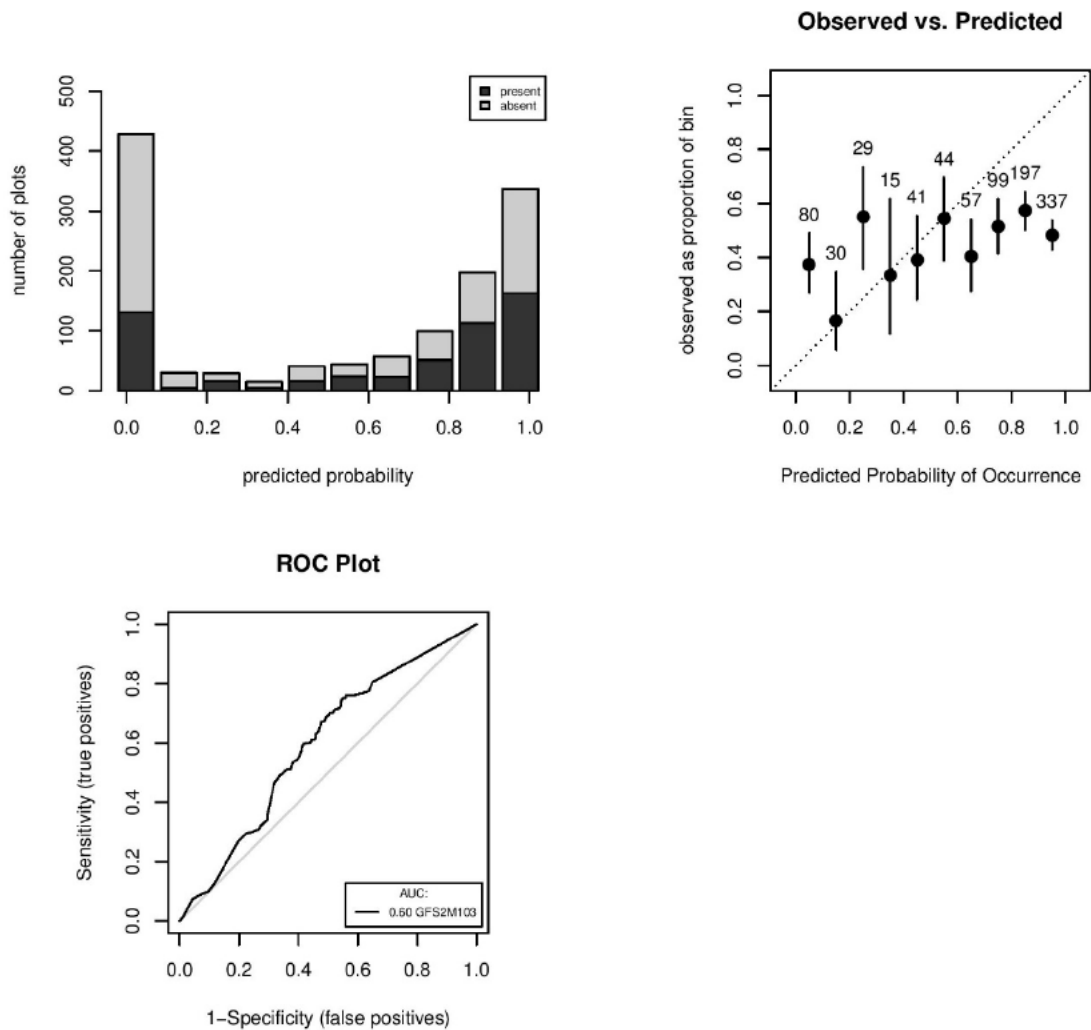 Observed vs. Predicted
number of plots
500
400
300
200
100
0
present
absent
0.0 0.2 0.4 0.6 0.8 1.0
predicted probability
observed as proportion of bin
1.0
0.8
0.6
0.4
0.2
0.0
80
30
29
15
41
44
57
99
197
337
0.0 0.2 0.4 0.6 0.8 1.0
Predicted Probability of Occurrence
ROC Plot
Sensitivity (true positives)
1.0
0.8
0.6
0.4
0.2
0.0
AUC:
0.60 GFS2M103
0.0 0.2 0.4 0.6 0.8 1.0
1−Specificity (false positives)